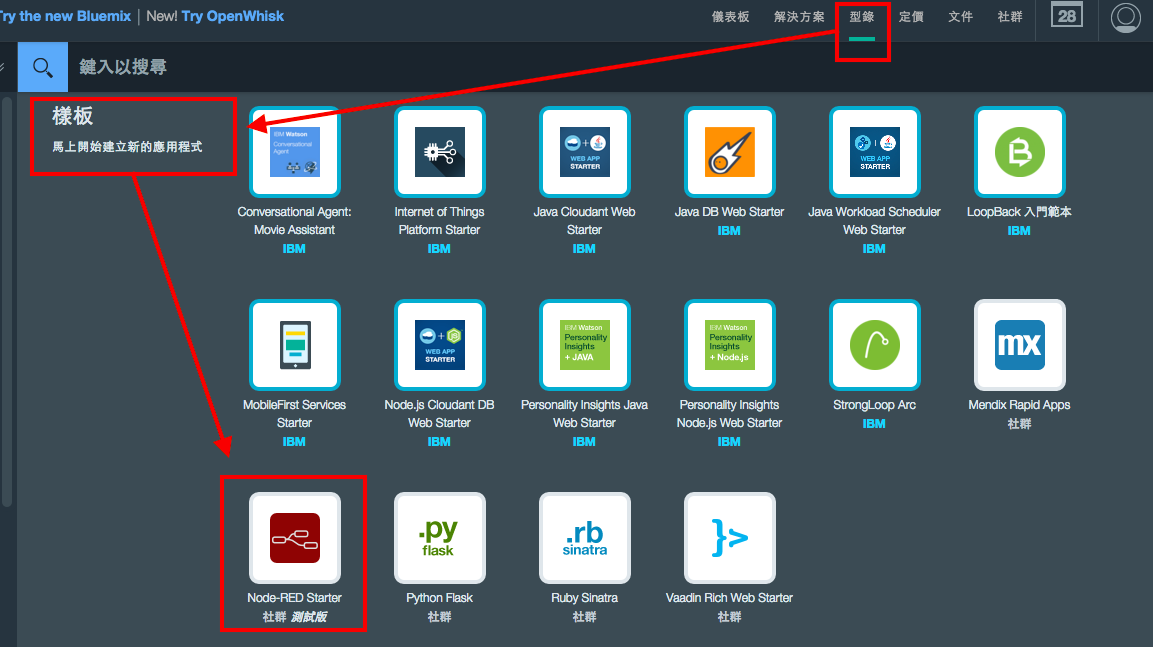 Try the new Bluemix | New! Try OpenWhisk
儀表板 解決方案 型錄 定價 文件 社群 28
鍵入以搜尋
樣板
馬上開始建立新的應用程式
IBM Watson
Conversational
Agent
WEB APP
STARTER
WEB APP
STARTER
Conversational Agent:
Movie Assistant
IBM
Internet of Things
Platform Starter
IBM
Java Cloudant Web
Starter
IBM
Java DB Web Starter
IBM
Java Workload Scheduler
Web Starter
IBM
LoopBack 入門範本
IBM
WEB APP
STARTER
IBM Watson
Personality
Insights
+ JAVA
IBM Watson
Personality
Insights
+ Node.js
mx
MobileFirst Services
Starter
IBM
Node.js Cloudant DB
Web Starter
IBM
Personality Insights Java
Web Starter
IBM
Personality Insights
Node.js Web Starter
IBM
StrongLoop Arc
IBM
Mendix Rapid Apps
社群
.py
flask
.rb
sinatra
}>
Node-RED Starter
社群 測試版
Python Flask
社群
Ruby Sinatra
社群
Vaadin Rich Web Starter
社群